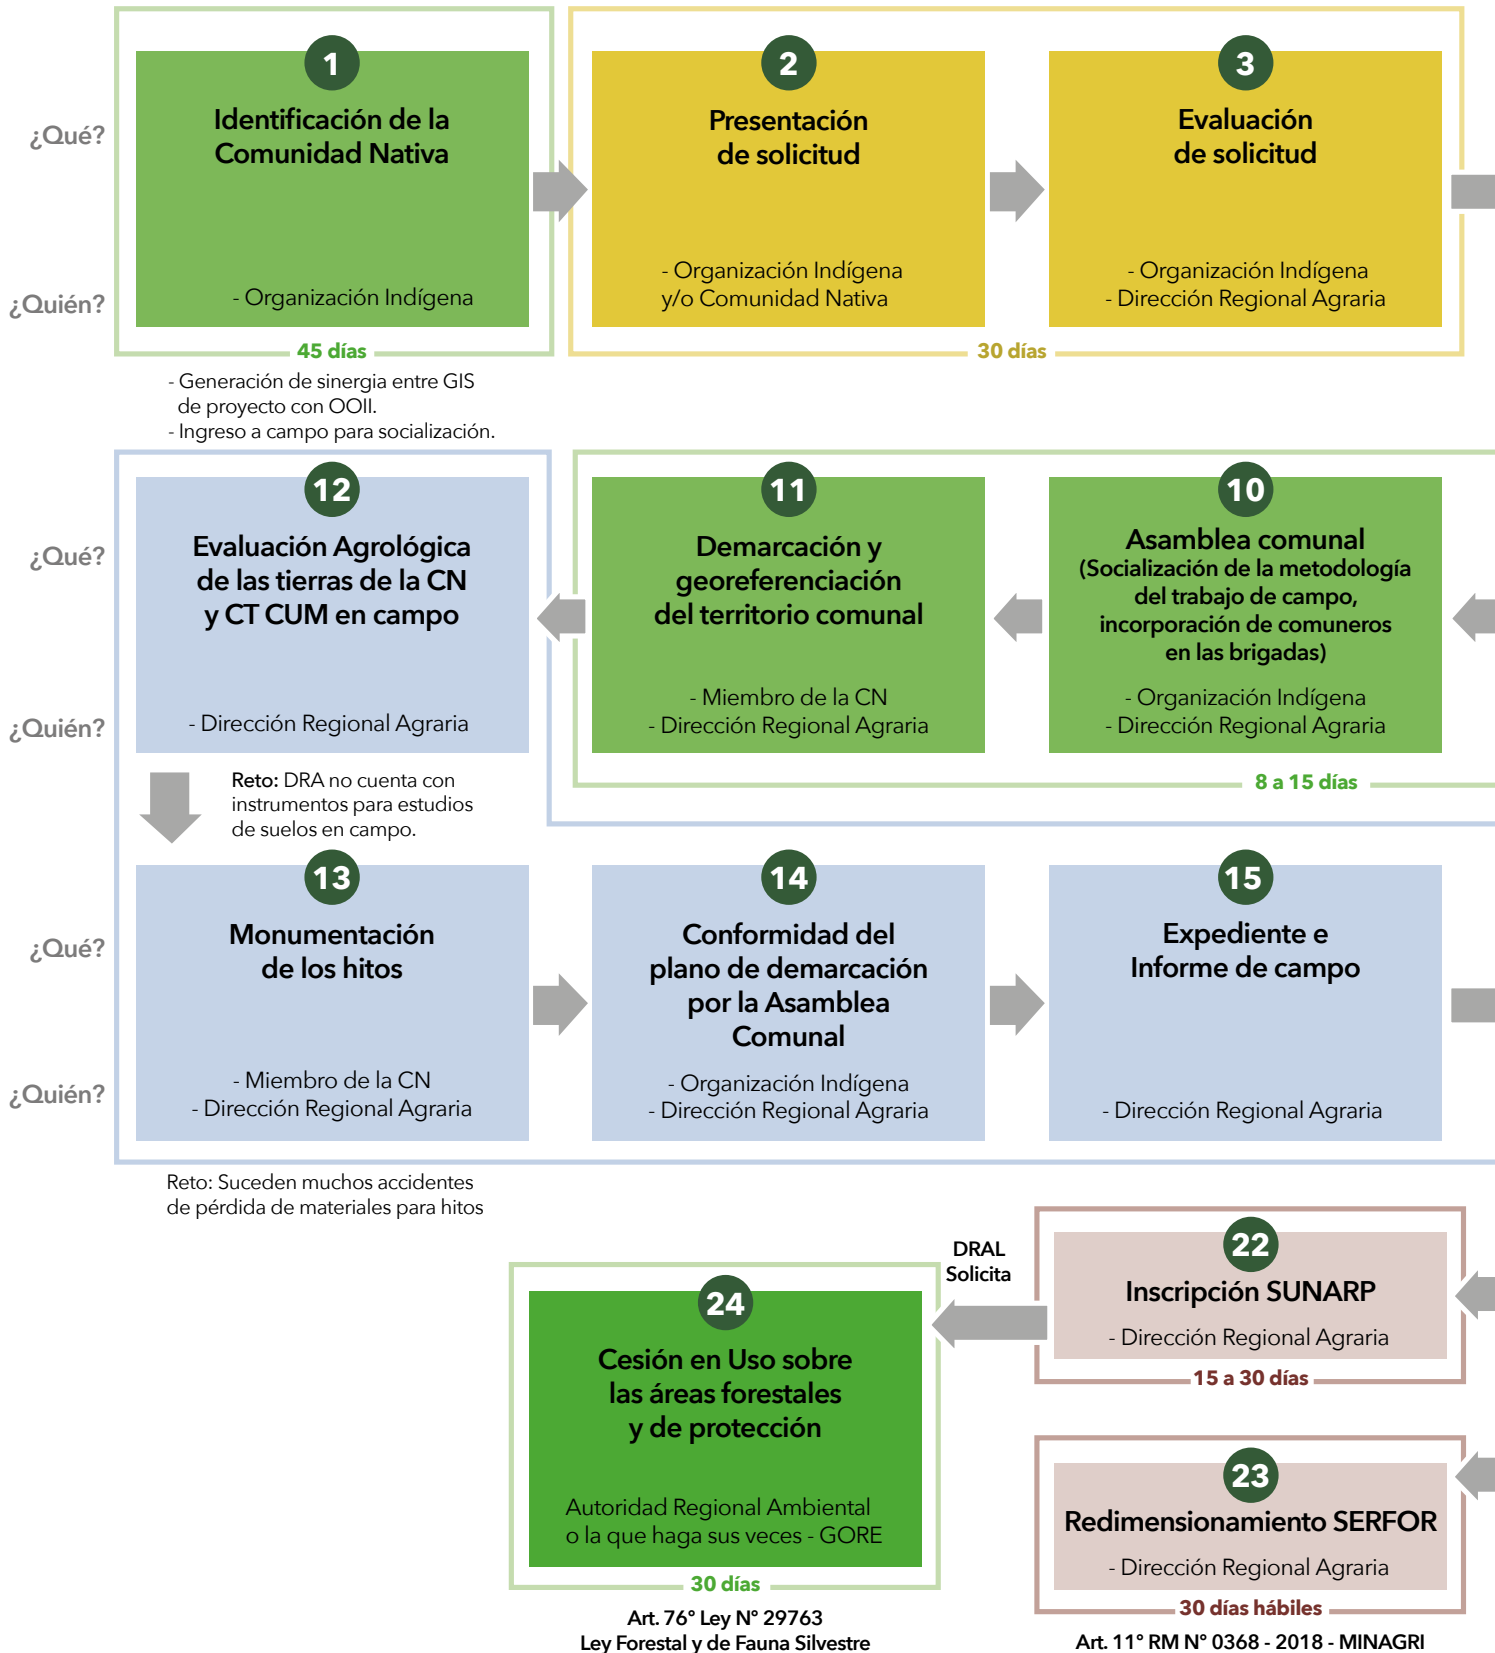 ¿Qué?
¿Quién?
1
Identificación de la
Comunidad Nativa
- Organización Indígena
45 días
- Generación de sinergia entre GIS
de proyecto con OOII.
- Ingreso a campo para socialización.
2
Presentación
de solicitud
- Organización Indígena
y/o Comunidad Nativa
3
Evaluación
de solicitud
- Organización Indígena
- Dirección Regional Agraria
30 días
¿Qué?
¿Quién?
12
Evaluación Agrológica
de las tierras de la CN
y CT CUM en campo
- Dirección Regional Agraria
Reto: DRA no cuenta con
instrumentos para estudios
de suelos en campo.
11
Demarcación y
georeferenciación
del territorio comunal
- Miembro de la CN
- Dirección Regional Agraria
10
Asamblea comunal
(Socialización de la metodología
del trabajo de campo,
incorporación de comuneros
en las brigadas)
- Organización Indígena
- Dirección Regional Agraria
8 a 15 días
¿Qué?
¿Quién?
13
Monumentación
de los hitos
- Miembro de la CN
- Dirección Regional Agraria
Reto: Suceden muchos accidentes
de pérdida de materiales para hitos
14
Conformidad del
plano de demarcación
por la Asamblea
Comunal
- Organización Indígena
- Dirección Regional Agraria
15
Expediente e
Informe de campo
- Dirección Regional Agraria
22
Inscripción SUNARP
- Dirección Regional Agraria
15 a 30 días
DRAL
Solicita
24
Cesión en Uso sobre
las áreas forestales
y de protección
Autoridad Regional Ambiental
o la que haga sus veces - GORE
30 días
Art. 76° Ley N° 29763
Ley Forestal y de Fauna Silvestre
23
Redimensionamiento SERFOR
- Dirección Regional Agraria
30 días hábiles
Art. 11° RM N° 0368 - 2018 - MINAGRI